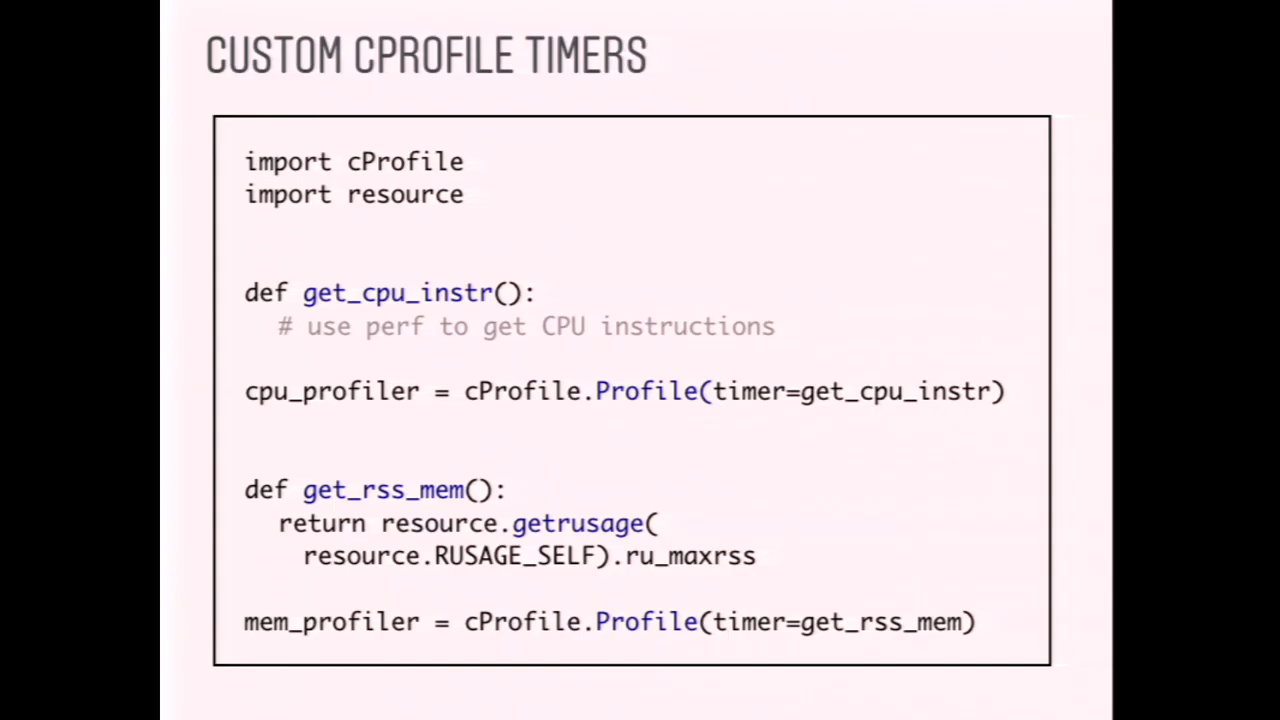 CUSTOM CPROFILE TIMERS
import cProfile
import resource
def get_cpu_instr():
# use perf to get CPU instructions
cpu_profiler = cProfile.Profile(timer=get_cpu_instr)
def get_rss_mem():
return resource.getrusage(
resource.RUSAGE_SELF).ru_maxrss
mem_profiler = cProfile.Profile(timer=get_rss_mem)